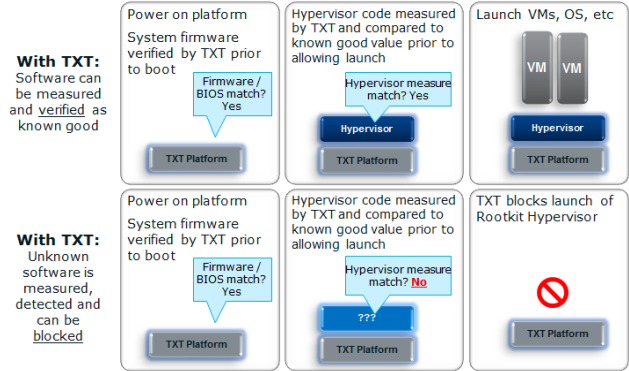 With TXT:
Software can
be measured
and verified as
known good
Power on platform
System firmware
verified by TXT prior
to boot
Firmware /
BIOS match?
Yes
TXT Platform
Hypervisor code measured
by TXT and compared to
known good value prior to
allowing launch
Hypervisor measure
match? Yes
Hypervisor
TXT Platform
Launch VMs, OS, etc
VM
VM
Hypervisor
TXT Platform
With TXT:
Unknown
software is
measured,
detected and
can be
blocked
Power on platform
System firmware
verified by TXT prior
to boot
Firmware /
BIOS match?
Yes
TXT Platform
Hypervisor code measured
by TXT and compared to
known good value prior to
allowing launch
Hypervisor measure
match? No
???
TXT Platform
TXT blocks launch of
Rootkit Hypervisor
TXT Platform